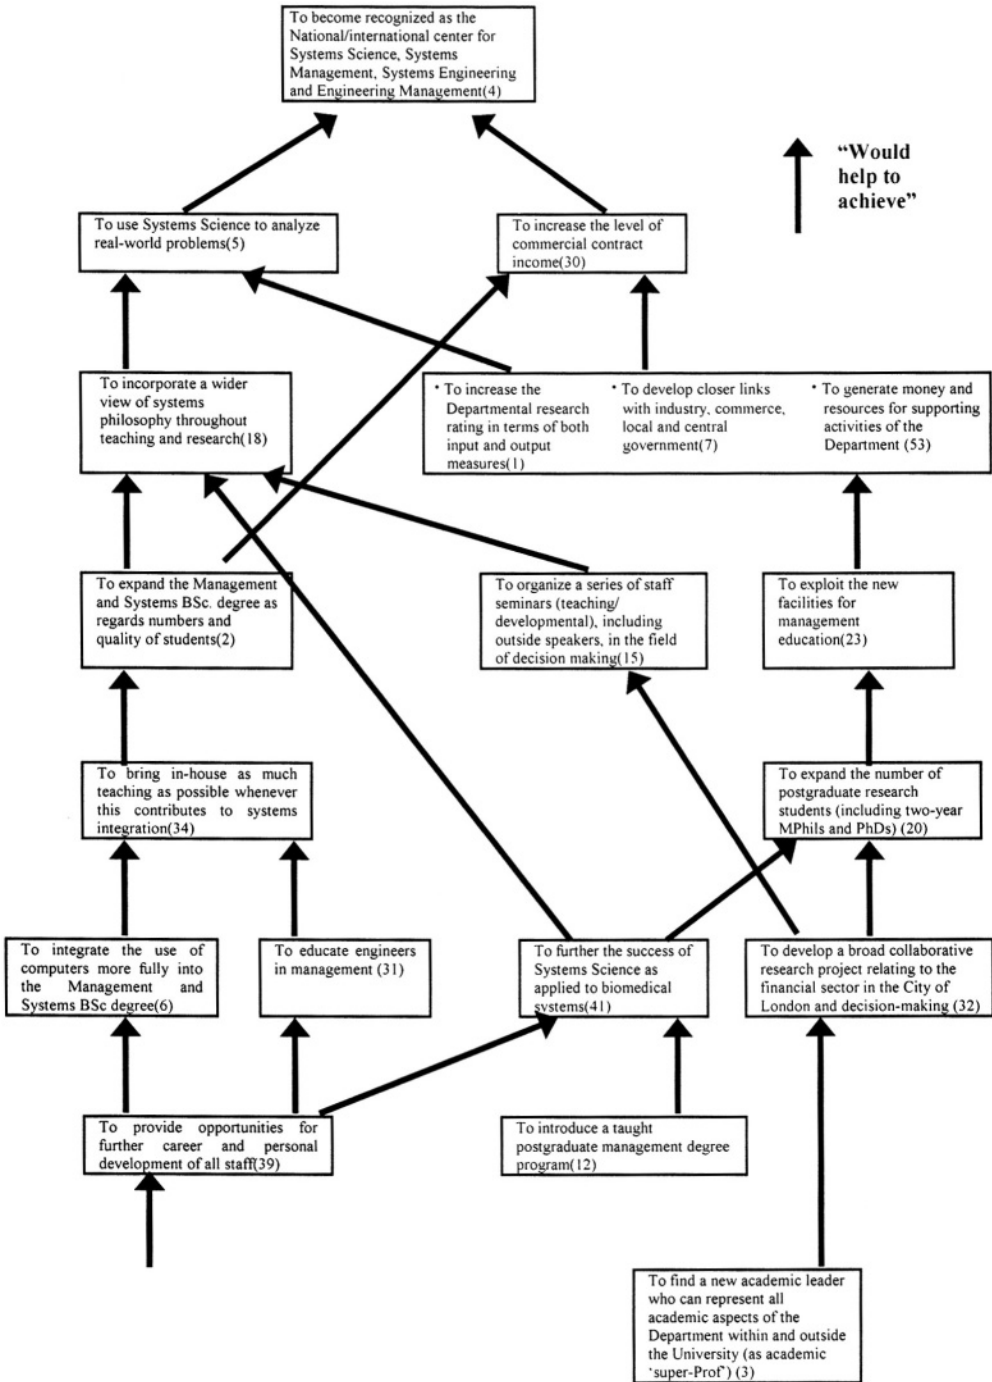 To become recognized as the
National/international center for
Systems Science, Systems
Management, Systems Engineering
and Engineering Management(4)
“Would
help to
achieve”
To use Systems Science to analyze
real-world problems(5)
To increase the level of
commercial contract
income(30)
To incorporate a wider
view of systems
philosophy throughout
teaching and research(18)
· To increase the
Departmental research
rating in terms of both
input and output
measures(1)
· To develop closer links
with industry, commerce,
local and central
government(7)
· To generate money and
resources for supporting
activities of the
Department (53)
To expand the Management
and Systems BSc. degree as
regards numbers and
quality of students(2)
To organize a series of staff
seminars (teaching/
developmental), including
outside speakers, in the field
of decision making(15)
To exploit the new
facilities for
management
education(23)
To bring in-house as much
teaching as possible whenever
this contributes to systems
integration(34)
To expand the number of
postgraduate research
students (including two-year
MPhils and PhDs) (20)
To integrate the use of
computers more fully into
the Management and
Systems BSc degree(6)
To educate engineers
in management (31)
To further the success of
Systems Science as
applied to biomedical
systems(41)
To develop a broad collaborative
research project relating to the
financial sector in the City of
London and decision-making (32)
To provide opportunities for
further career and personal
development of all staff(39)
To introduce a taught
postgraduate management degree
program(12)
To find a new academic leader
who can represent all
academic aspects of the
Department within and outside
the University (as academic
‘super-Prof’) (3)